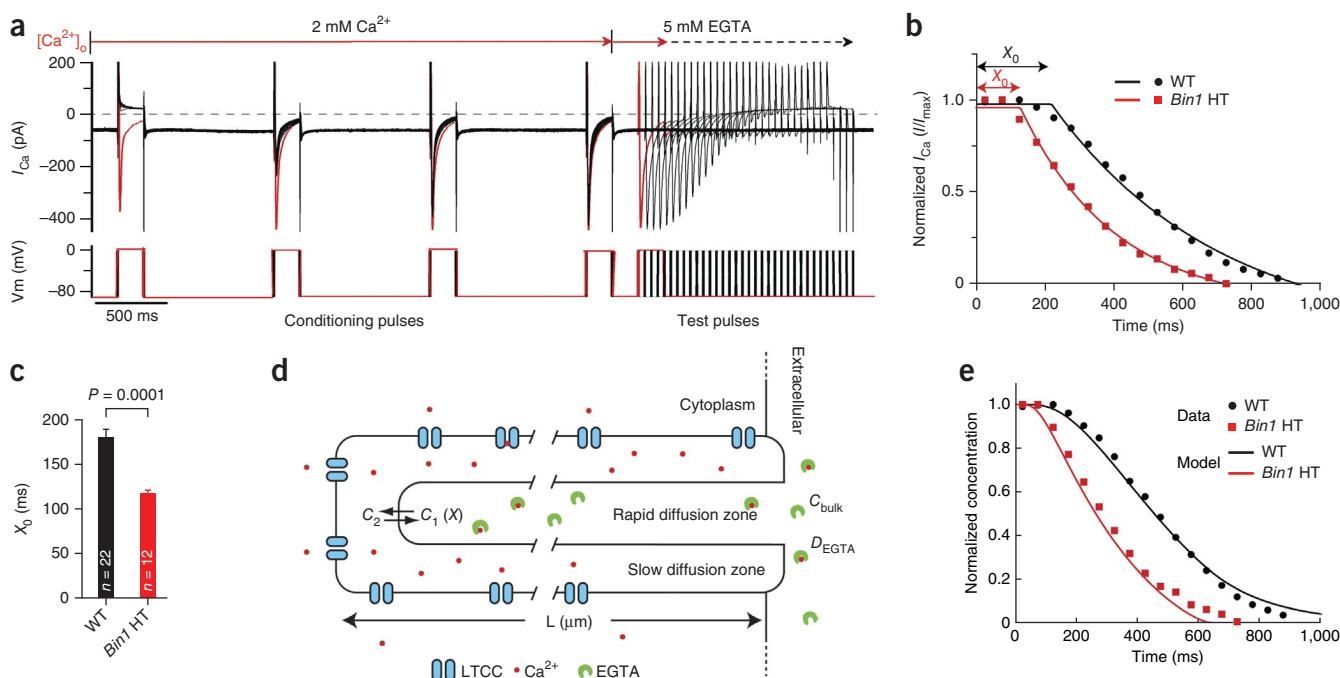 a
2 mM Ca2+
5 mM EGTA
[Ca2+]o
200
0
−200
−400
ICa (pA)
0
−80
Vm (mV)
500 ms
Conditioning pulses
Test pulses
b
X0
X0
WT
Bin1 HT
1.0
0.5
0
Normalized ICa (I/Imax)
0
200
400
600
800
1,000
Time (ms)
c
P = 0.0001
200
150
100
50
0
X0 (ms)
n = 22
n = 12
WT
Bin1 HT
d
Extracellular
Cytoplasm
C2
C1 (X)
Rapid diffusion zone
Cbulk
DEGTA
Slow diffusion zone
L (μm)
LTCC
Ca2+
EGTA
e
Data
WT
Bin1 HT
Model
WT
Bin1 HT
1.0
0.8
0.6
0.4
0.2
0
Normalized concentration
0
200
400
600
800
1,000
Time (ms)